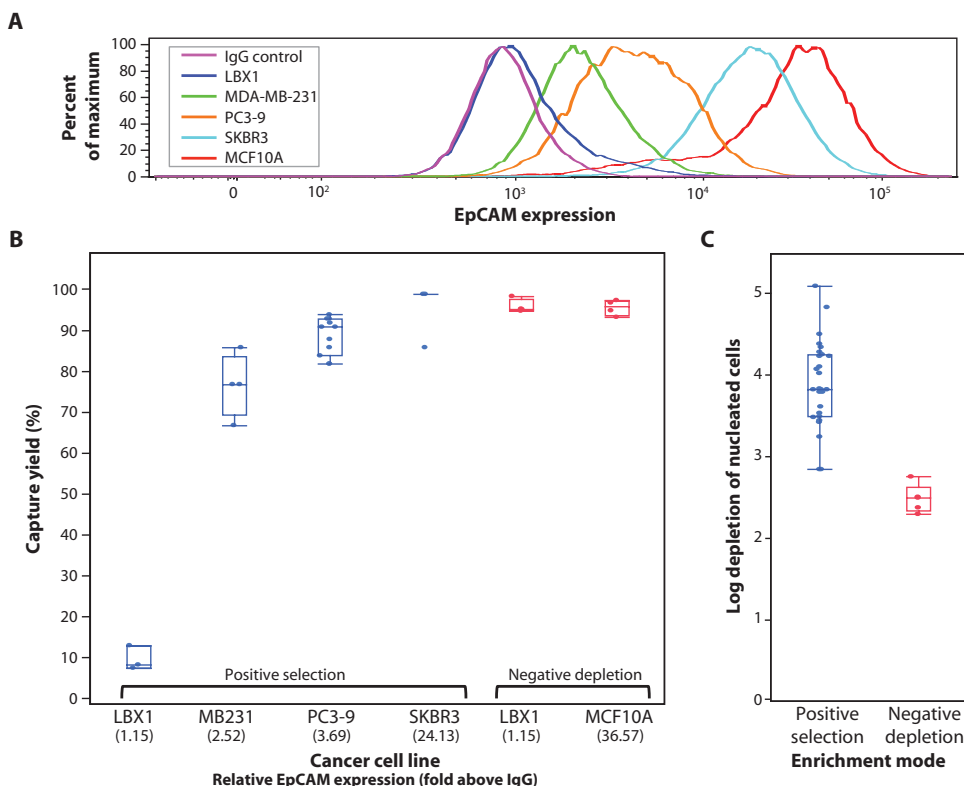 A
Percent
of maximum
100
80
60
40
20
0
IgG control
LBX1
MDA-MB-231
PC3-9
SKBR3
MCF10A
0
10²
10³
10⁴
10⁵
EpCAM expression
B
Capture yield (%)
100
90
80
70
60
50
40
30
20
10
0
Positive selection
Negative depletion
LBX1 MB231 PC3-9 SKBR3 LBX1 MCF10A
(1.15) (2.52) (3.69) (24.13) (1.15) (36.57)
Cancer cell line
Relative EpCAM expression (fold above IgG)
C
Log depletion of nucleated cells
5
4
3
2
1
0
Positive selection
Negative depletion
Enrichment mode